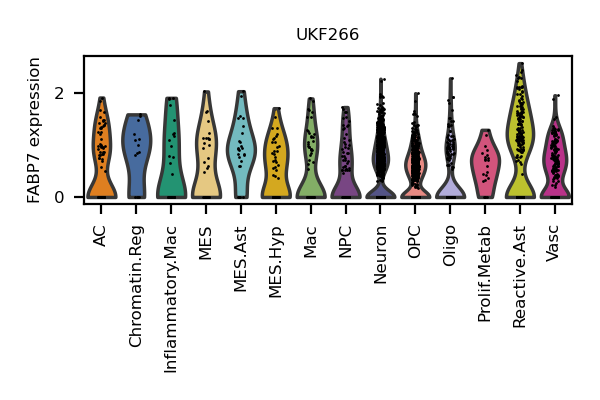 UKF266
FABP7 expression
2
0
AC
Chromatin.Reg
Inflammatory.Mac
MES
MES.Ast
MES.Hyp
Mac
NPC
Neuron
OPC
Oligo
Prolif.Metab
Reactive.Ast
Vasc